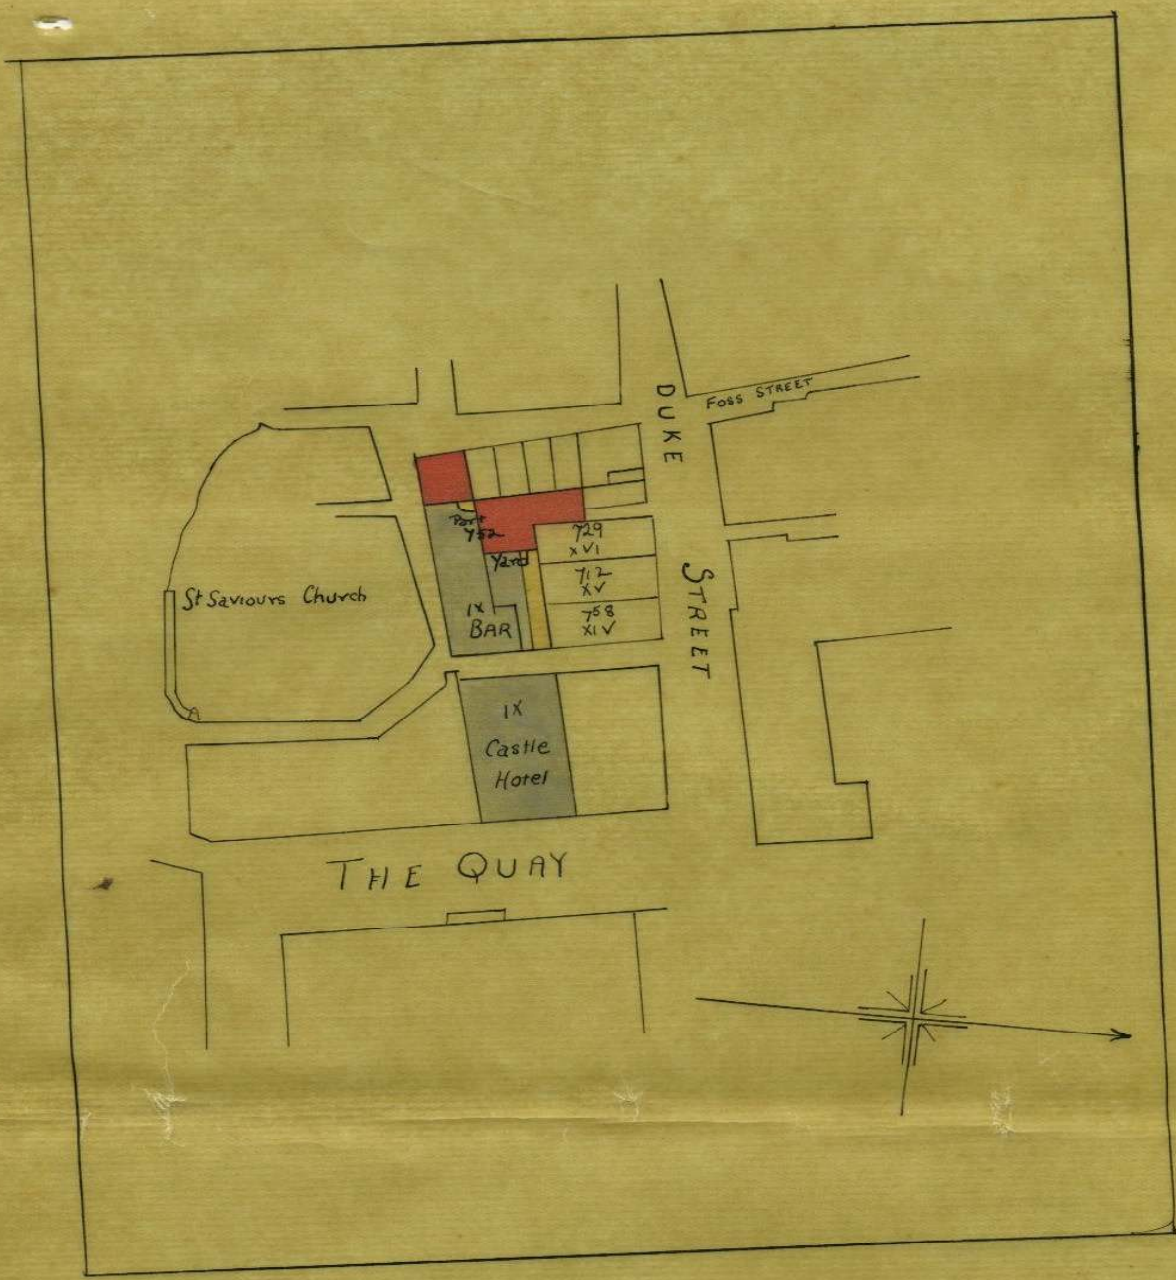 DUKE
FOSS STREET
Part
752
Yard
729
XVI
712
XV
758
XIV
STREET
St Saviours Church
IX
BAR
A
IX
Castle
Hotel
THE QUAY